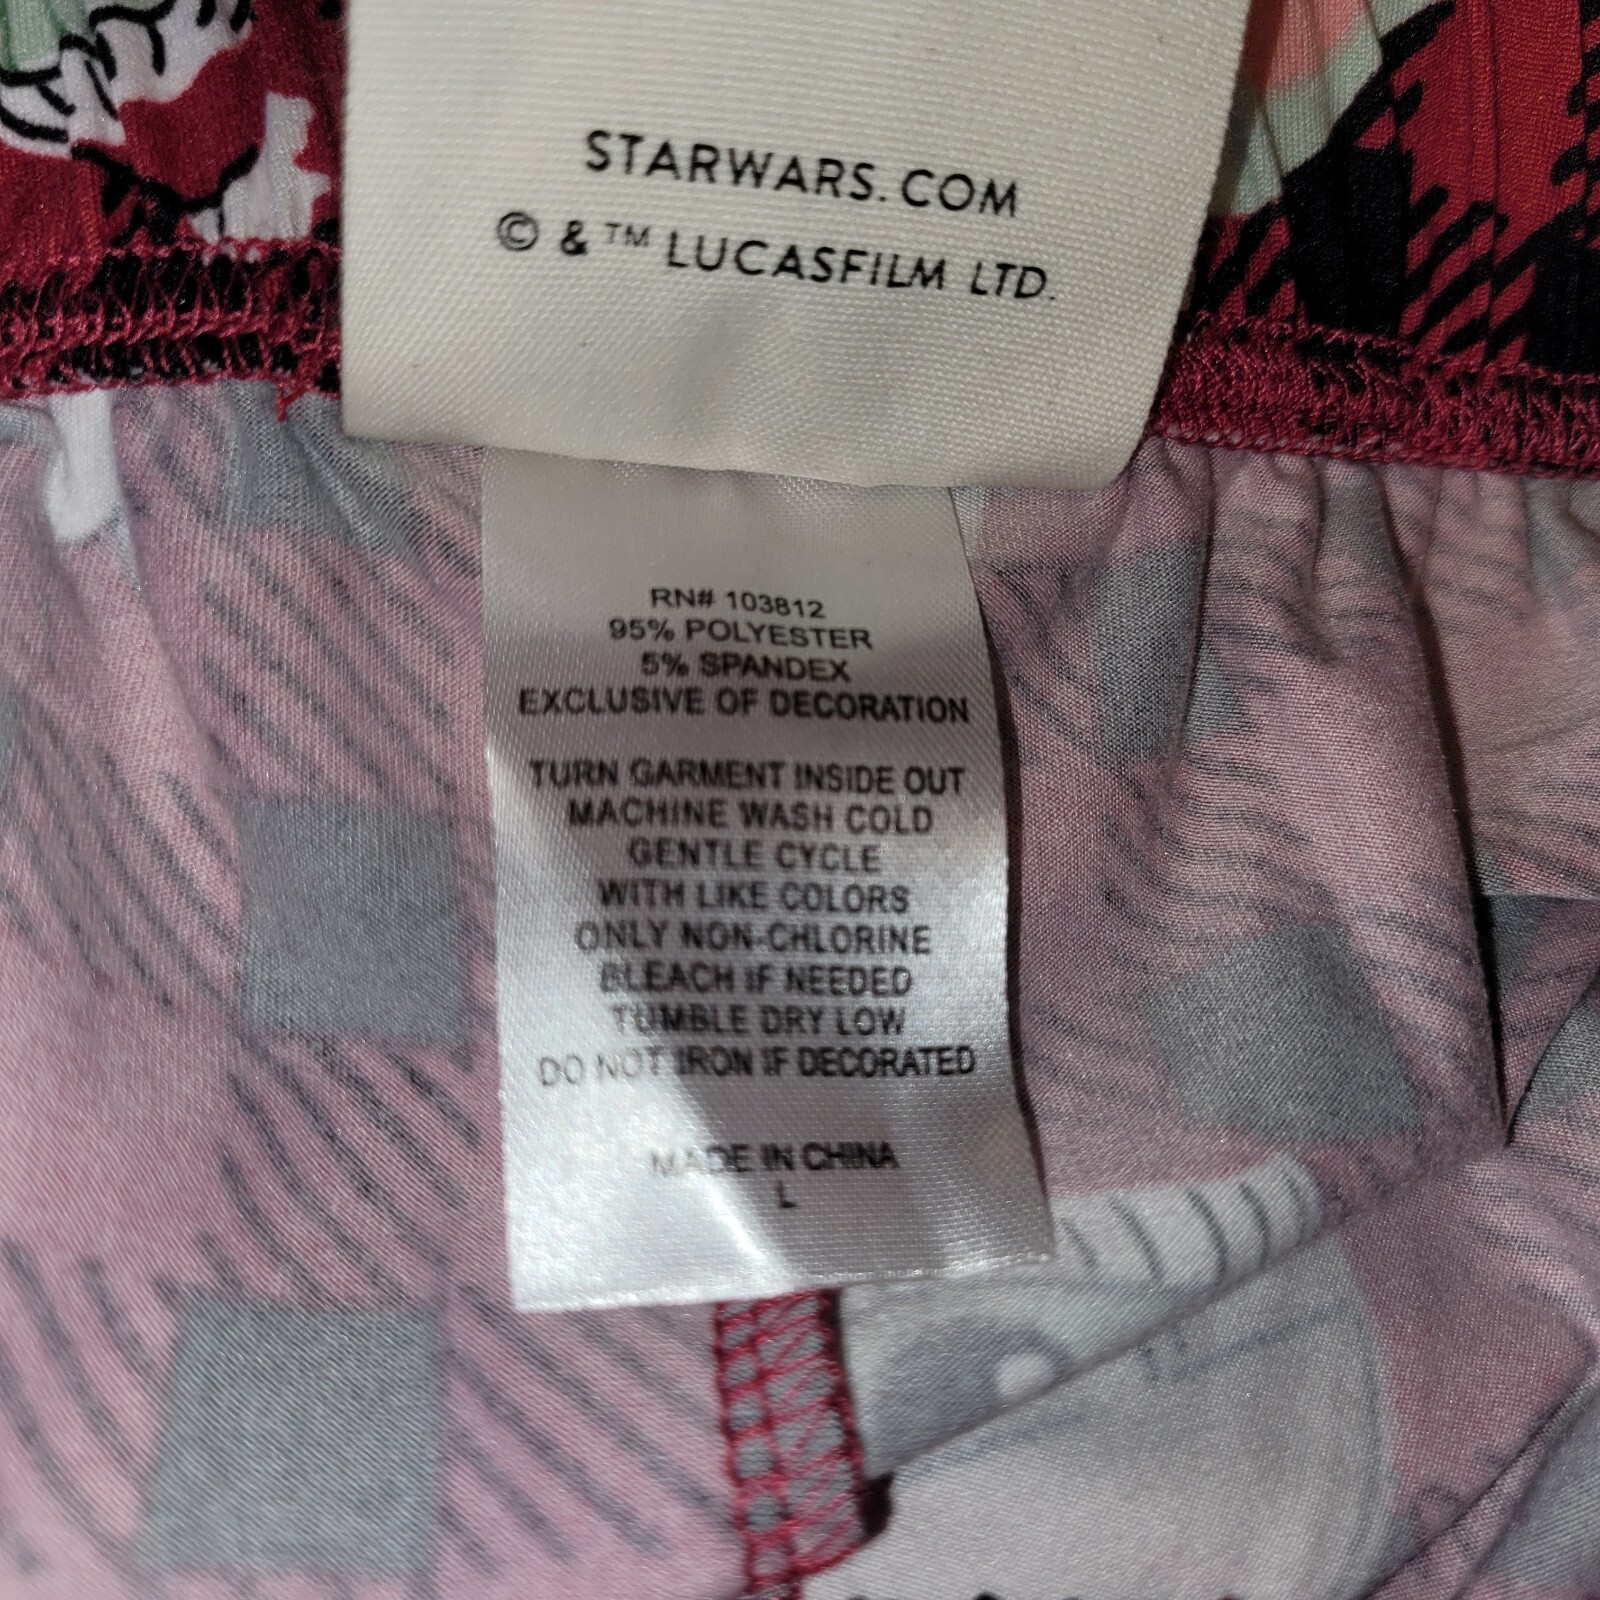 STARWARS.COM
© & ™ LUCASFILM LTD.
RN# 103812
95% POLYESTER
5% SPANDEX
EXCLUSIVE OF DECORATION
TURN GARMENT INSIDE OUT
MACHINE WASH COLD
GENTLE CYCLE
WITH LIKE COLORS
ONLY NON-CHLORINE
BLEACH IF NEEDED
TUMBLE DRY LOW
DO NOT IRON IF DECORATED
MADE IN CHINA
L